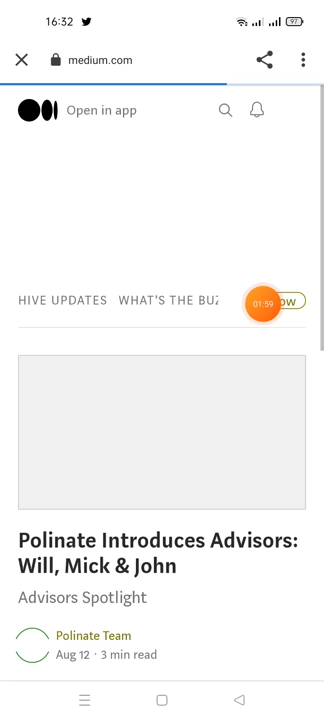 16:32
97
medium.com
Open in app
HIVE UPDATES WHAT'S THE BUZ
01:59
Polinate Introduces Advisors:
Will, Mick & John
Advisors Spotlight
Polinate Team
Aug 12 · 3 min read